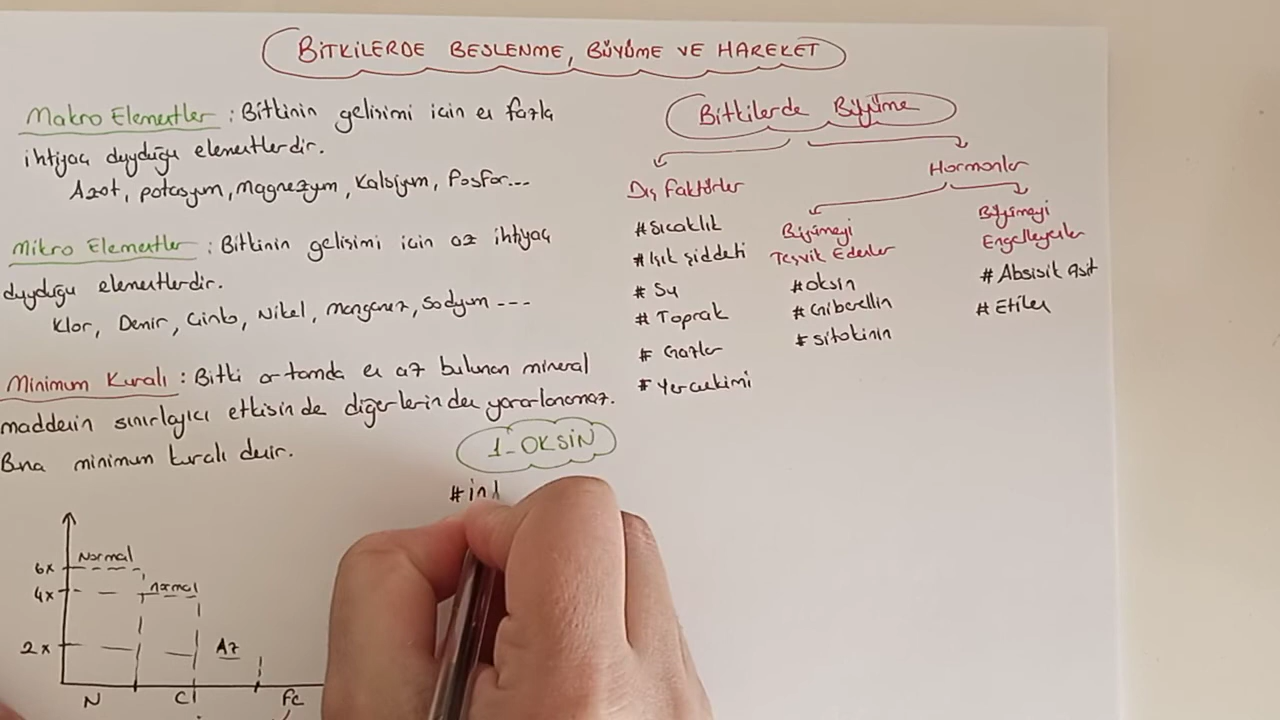 BİTKİLERDE BESLENME, BÜYÜME VE HAREKET
Makro Elementler : Bitkinin gelişimi için en fazla
ihtiyaç duyduğu elementlerdir.
Azot, potasyum, Magnezyum, Kalsiyum, Fosfor...
Mikro Elementler : Bitkinin gelişimi için az ihtiyaç
duyduğu elementlerdir.
Klor, Demir, Çinko, Nikel, mangenez, Sodyum ---
Minimum Kuralı : Bitki ortamda en az bulunan mineral
maddenin sınırlayıcı etkisinde diğerlerinden yararlanamaz.
Buna minimum kuralı denir.
6x
Normal
4x
normal
2x
Az
N
Cl
Fe
Bitkilerde Büyüme
Dış Faktörler
#Sıcaklık
#Işık şiddeti
# Su
# Toprak
# Gazlar
# Yerçekimi
Hormonlar
Büyümeyi
Teşvik Edenler
#oksin
#Giberellin
#sitokinin
Büyümeyi
Engelleyenler
# Absisik Asit
# Etilen
1-OKSİN
#ind